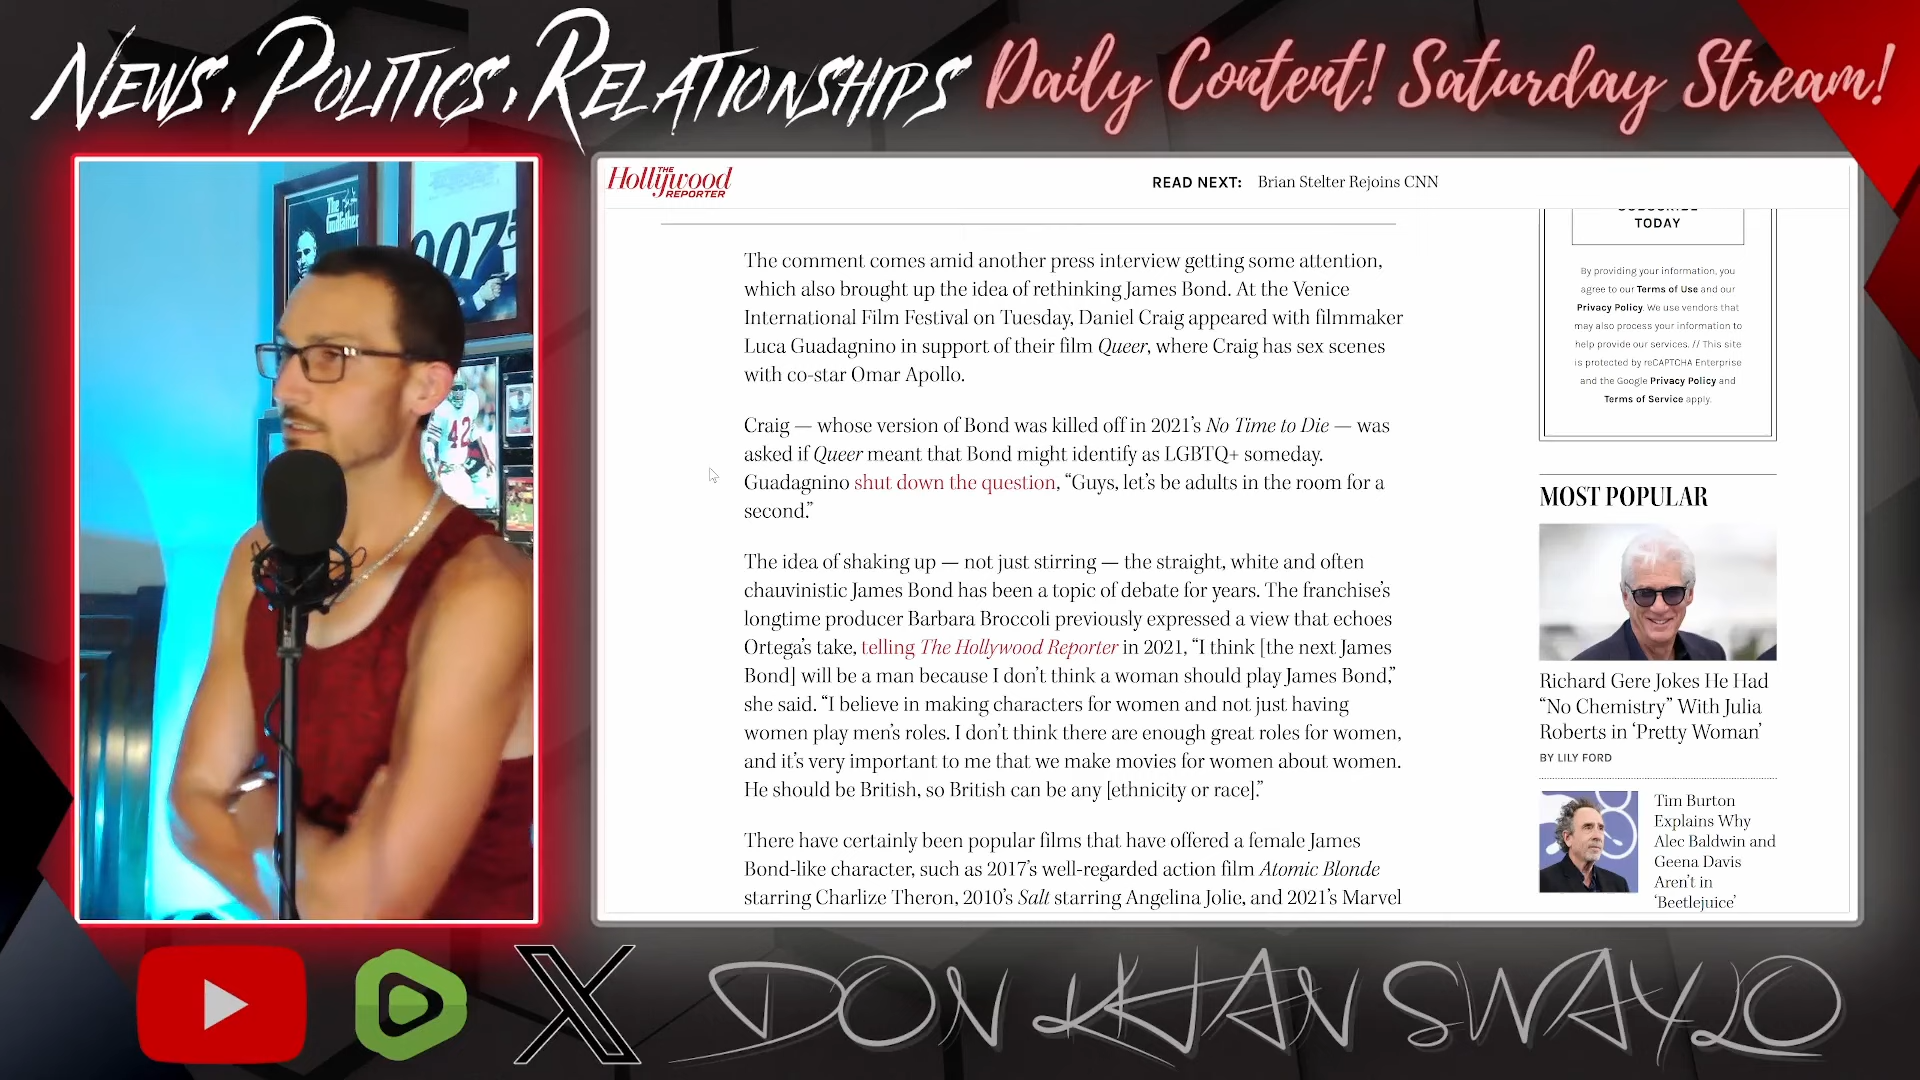 NEWS, POLITICS, RELATIONSHIPS
Daily Content! Saturday Stream!
The Godfather
007
42
THE
Hollywood
REPORTER
READ NEXT: Brian Stelter Rejoins CNN
The comment comes amid another press interview getting some attention,
which also brought up the idea of rethinking James Bond. At the Venice
International Film Festival on Tuesday, Daniel Craig appeared with filmmaker
Luca Guadagnino in support of their film Queer, where Craig has sex scenes
with co-star Omar Apollo.
Craig — whose version of Bond was killed off in 2021’s No Time to Die — was
asked if Queer meant that Bond might identify as LGBTQ+ someday.
Guadagnino shut down the question, “Guys, let’s be adults in the room for a
second.”
The idea of shaking up — not just stirring — the straight, white and often
chauvinistic James Bond has been a topic of debate for years. The franchise’s
longtime producer Barbara Broccoli previously expressed a view that echoes
Ortega’s take, telling The Hollywood Reporter in 2021, “I think [the next James
Bond] will be a man because I don’t think a woman should play James Bond,”
she said. “I believe in making characters for women and not just having
women play men’s roles. I don’t think there are enough great roles for women,
and it’s very important to me that we make movies for women about women.
He should be British, so British can be any [ethnicity or race].”
There have certainly been popular films that have offered a female James
Bond-like character, such as 2017’s well-regarded action film Atomic Blonde
starring Charlize Theron, 2010’s Salt starring Angelina Jolie, and 2021’s Marvel
SUBSCRIBE
TODAY
By providing your information, you
agree to our Terms of Use and our
Privacy Policy. We use vendors that
may also process your information to
help provide our services. // This site
is protected by reCAPTCHA Enterprise
and the Google Privacy Policy and
Terms of Service apply.
MOST POPULAR
Richard Gere Jokes He Had
“No Chemistry” With Julia
Roberts in ‘Pretty Woman’
BY LILY FORD
Tim Burton
Explains Why
Alec Baldwin and
Geena Davis
Aren’t in
‘Beetlejuice’
DON KHAN SWAYLO